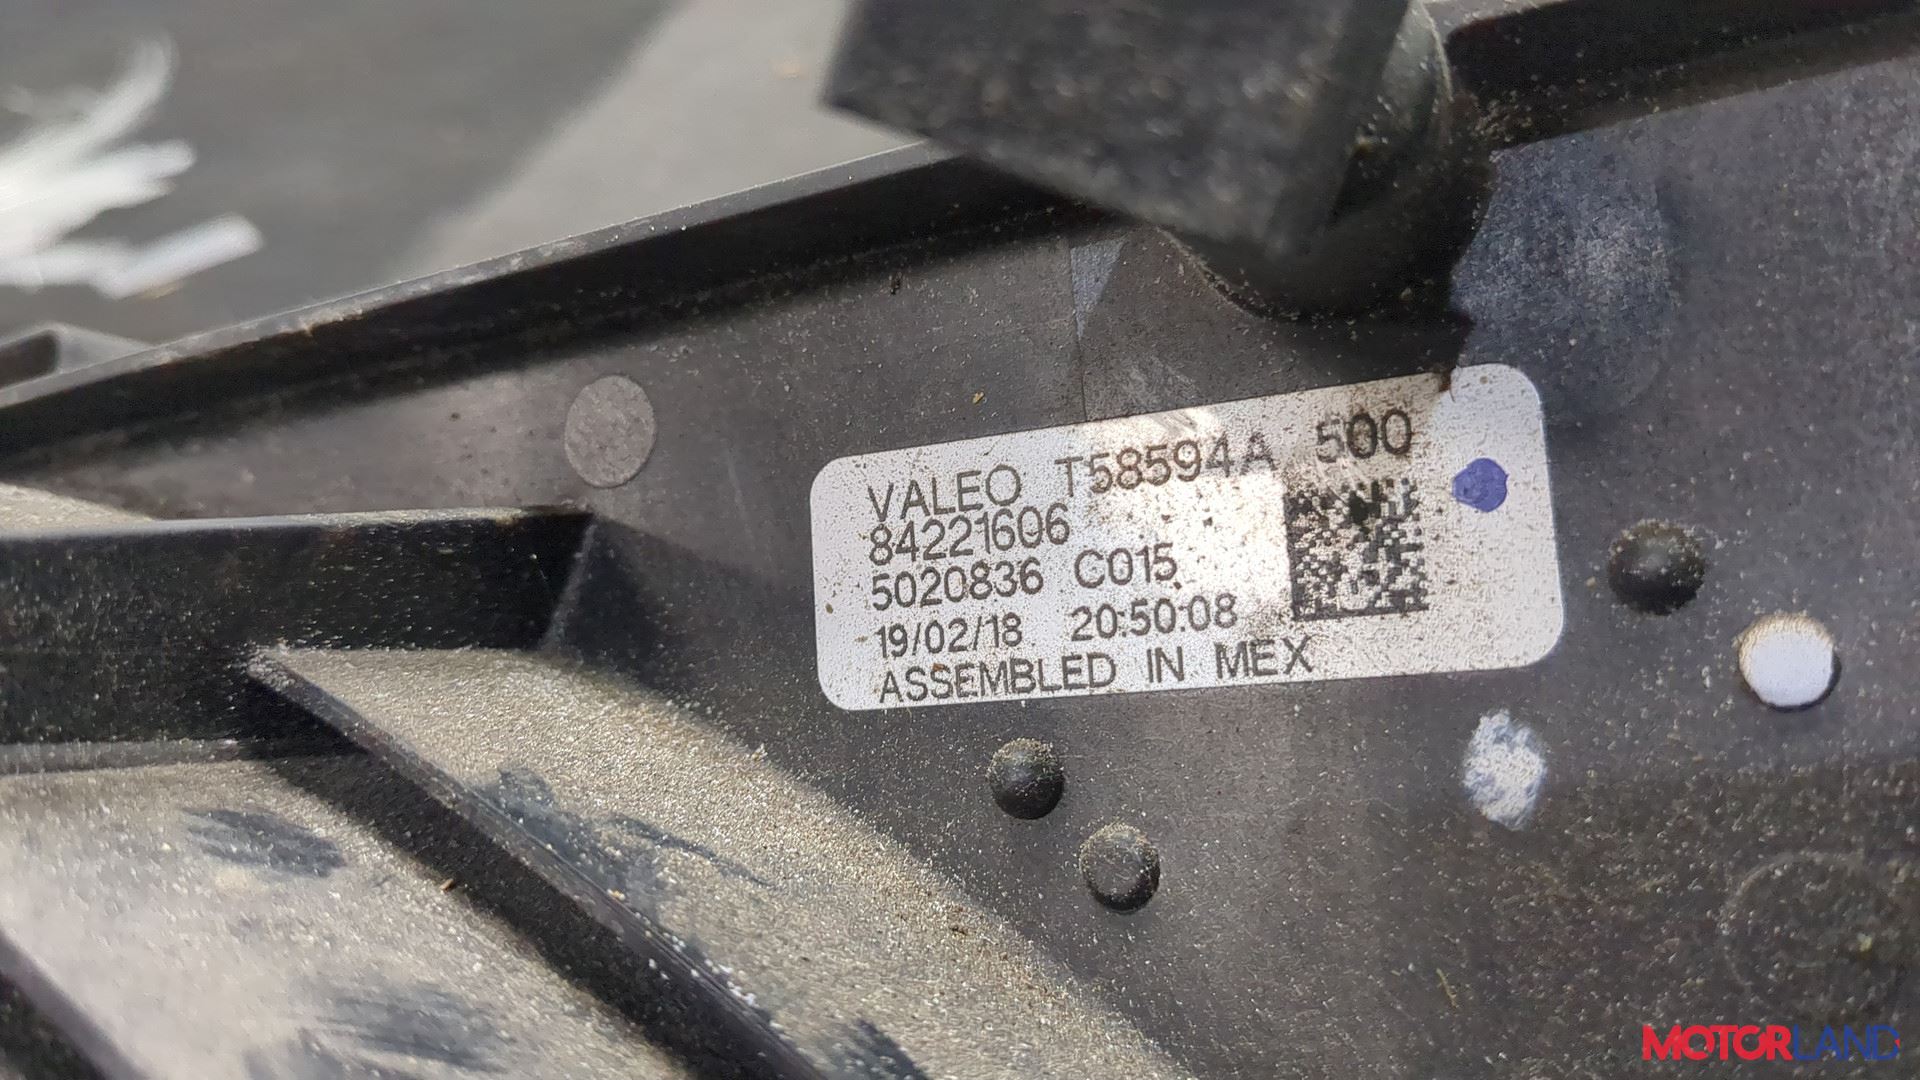 VALEO T58594A 500
84221606
5020836 C015
19/02/18 20:50:08
ASSEMBLED IN MEX
MOTORLAND